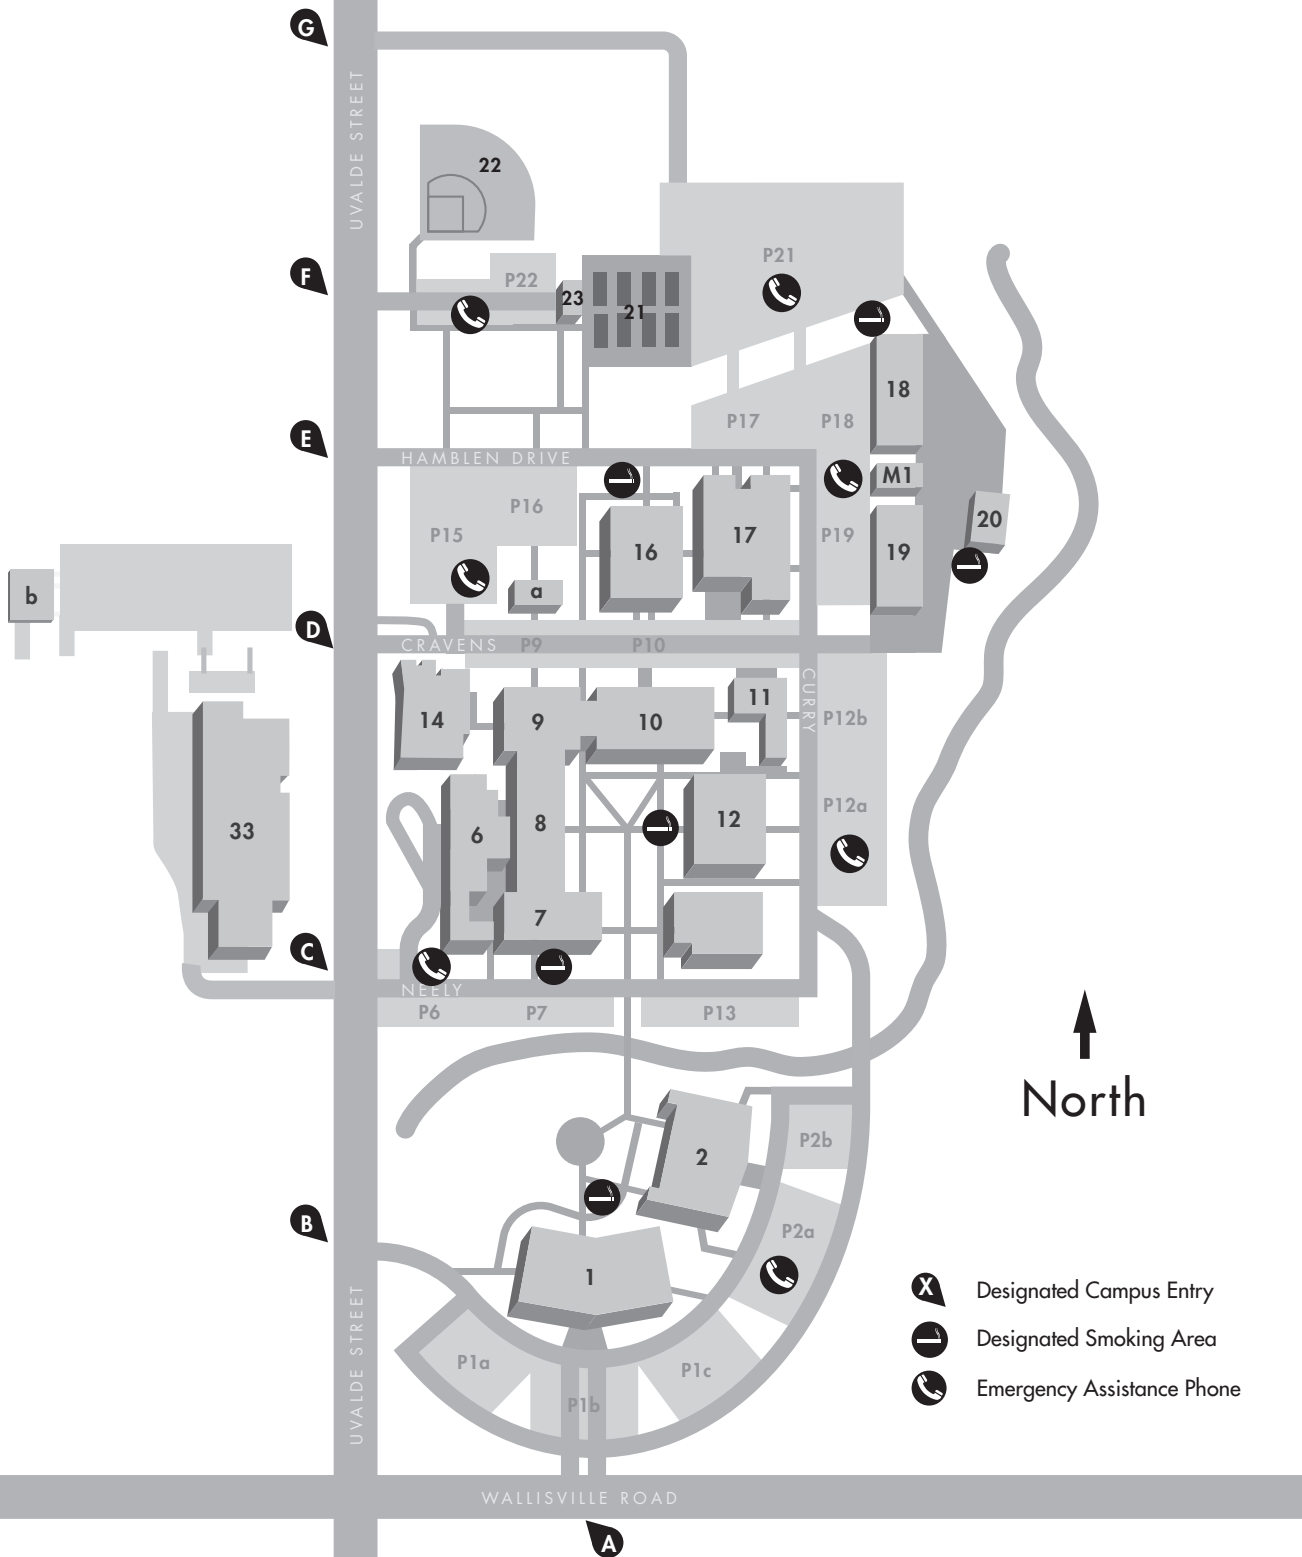 G
UVALDE STREET
22
F
P22
23
21
P21
18
E
P17
P18
HAMBLEN DRIVE
M1
P16
P15
16
17
P19
19
20
b
a
D
CRAVENS
P9
P10
CURRY
14
9
10
11
P12b
33
6
8
12
P12a
7
C
NEELY
P6
P7
P13
North
2
P2b
B
P2a
1
UVALDE STREET
P1a
P1b
P1c
X Designated Campus Entry
Designated Smoking Area
Emergency Assistance Phone
WALLISVILLE ROAD
A